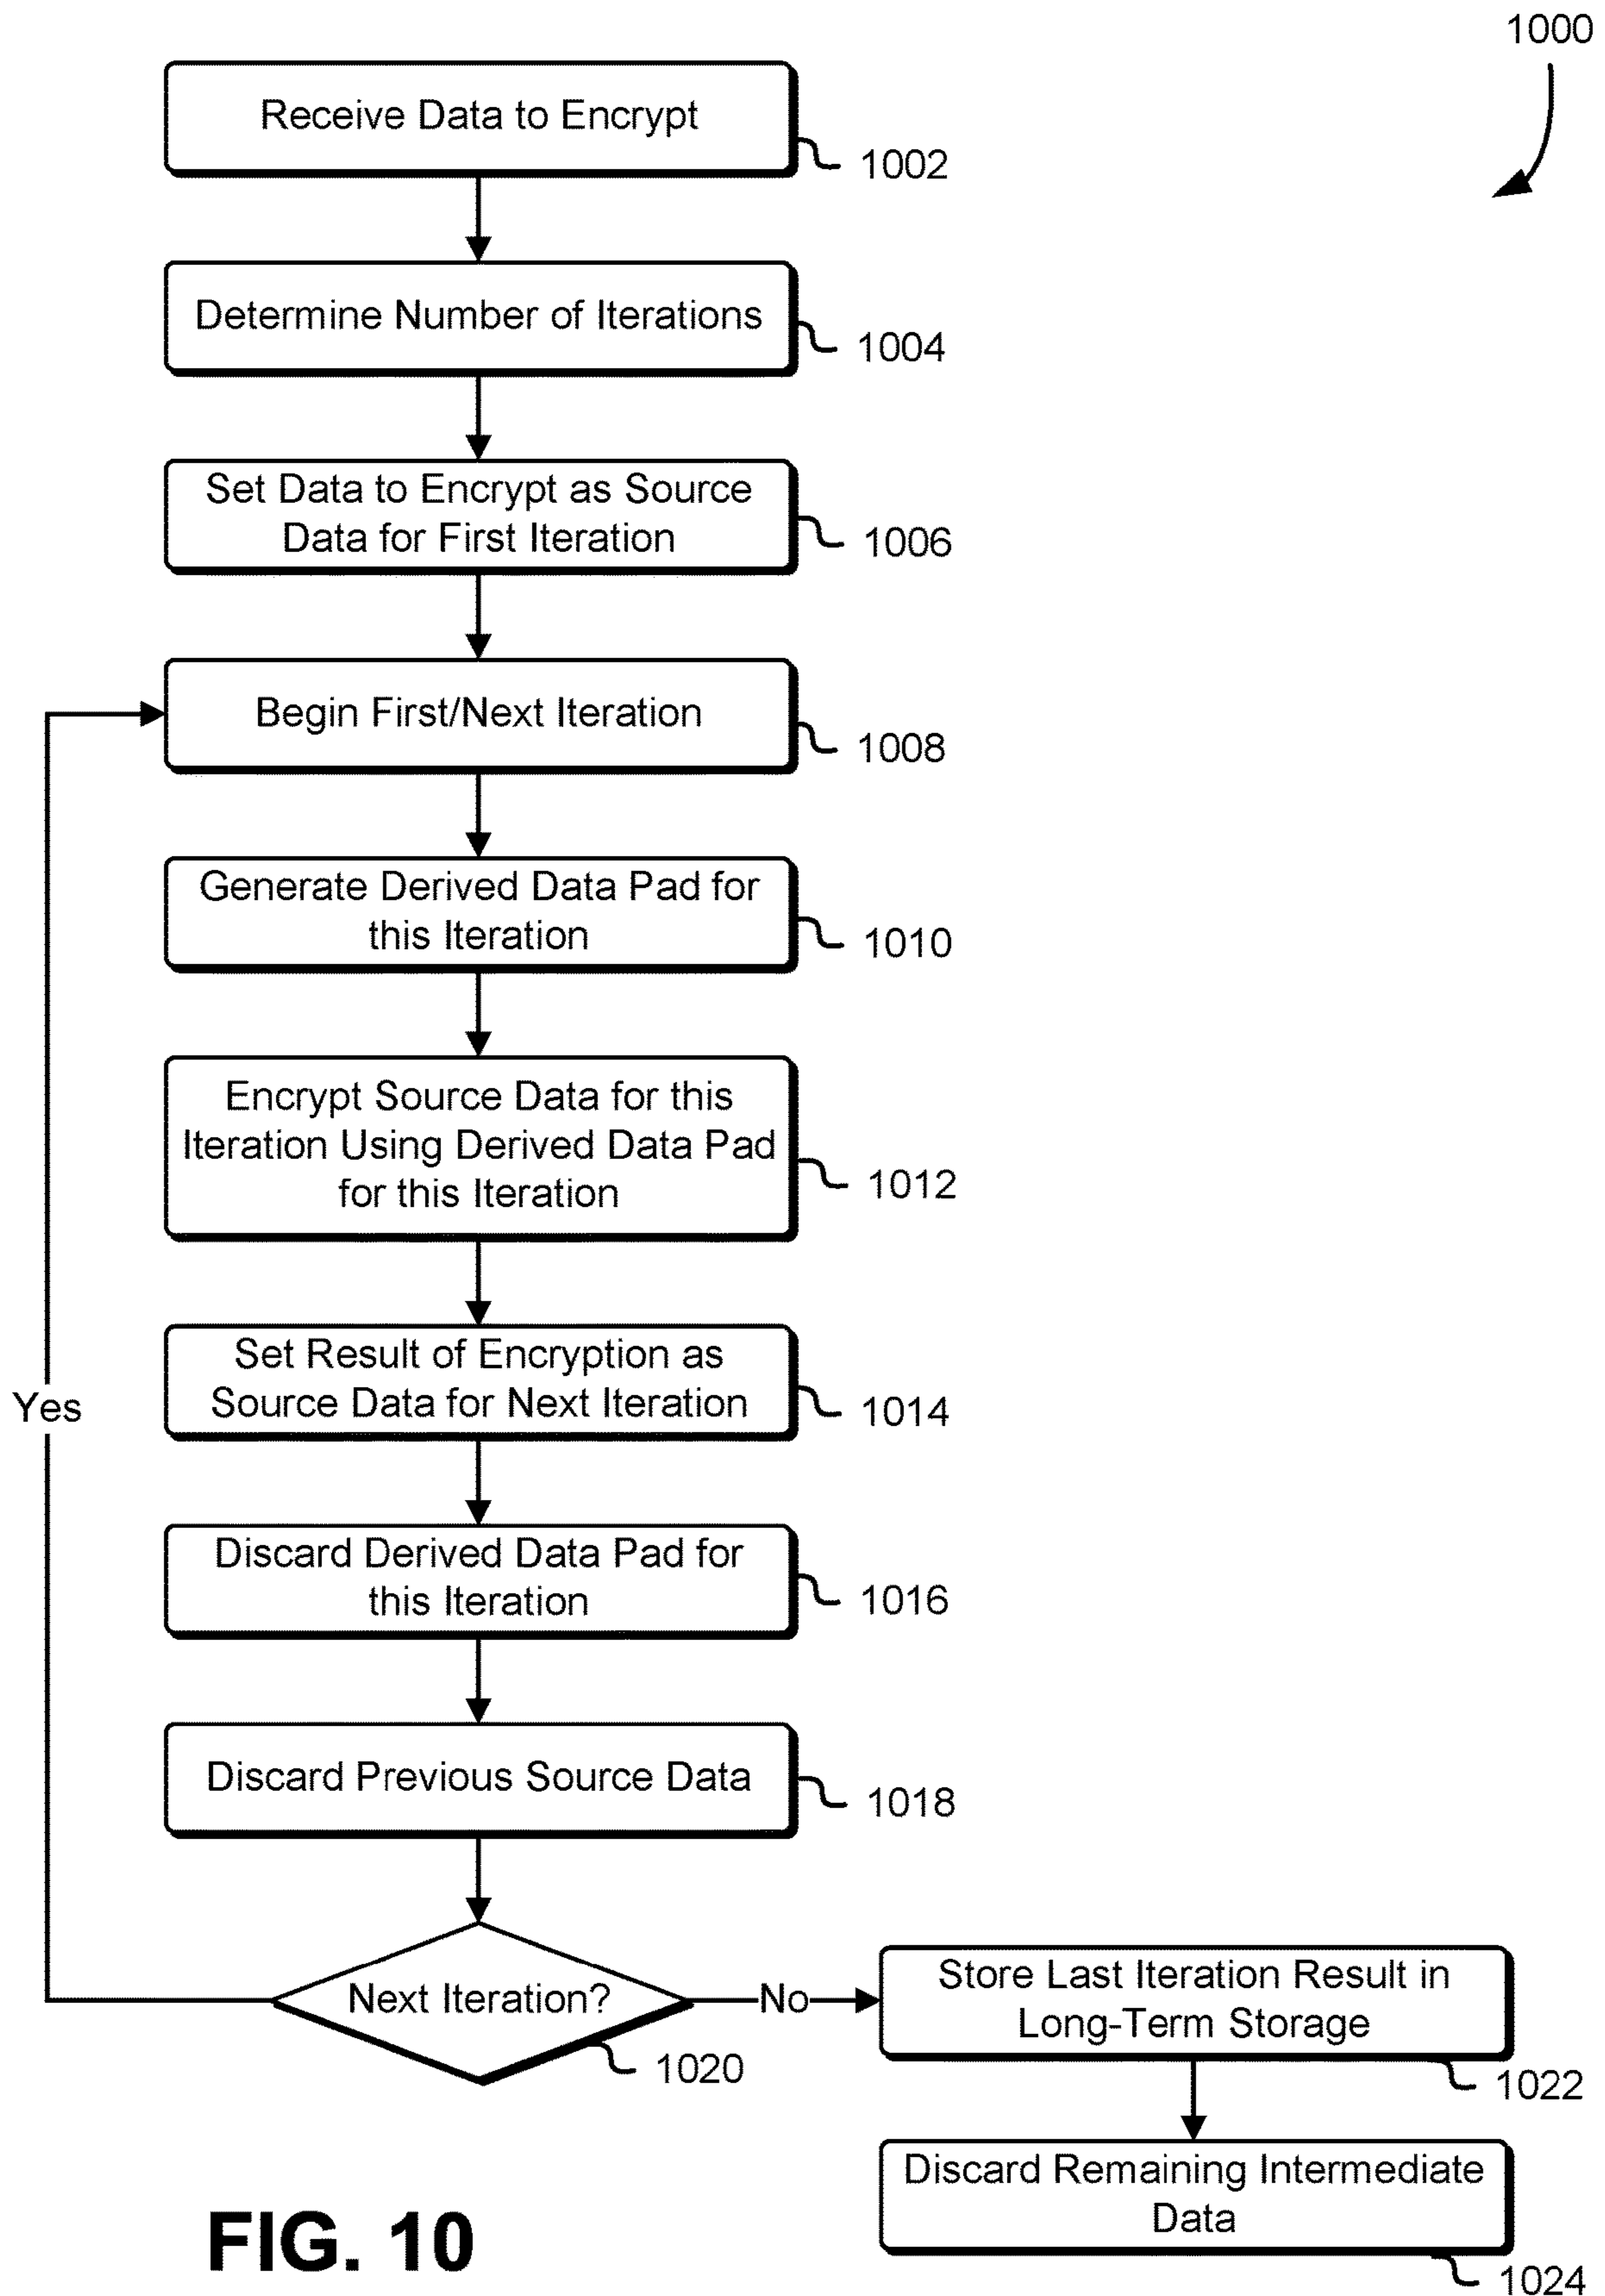 1000
Receive Data to Encrypt
1002
Determine Number of Iterations
1004
Set Data to Encrypt as Source
Data for First Iteration
1006
Begin First/Next Iteration
1008
Generate Derived Data Pad for
this Iteration
1010
Encrypt Source Data for this
Iteration Using Derived Data Pad
for this Iteration
1012
Set Result of Encryption as
Source Data for Next Iteration
1014
Yes
Discard Derived Data Pad for
this Iteration
1016
Discard Previous Source Data
1018
Next Iteration?
1020
No
Store Last Iteration Result in
Long-Term Storage
1022
Discard Remaining Intermediate
Data
1024
FIG. 10